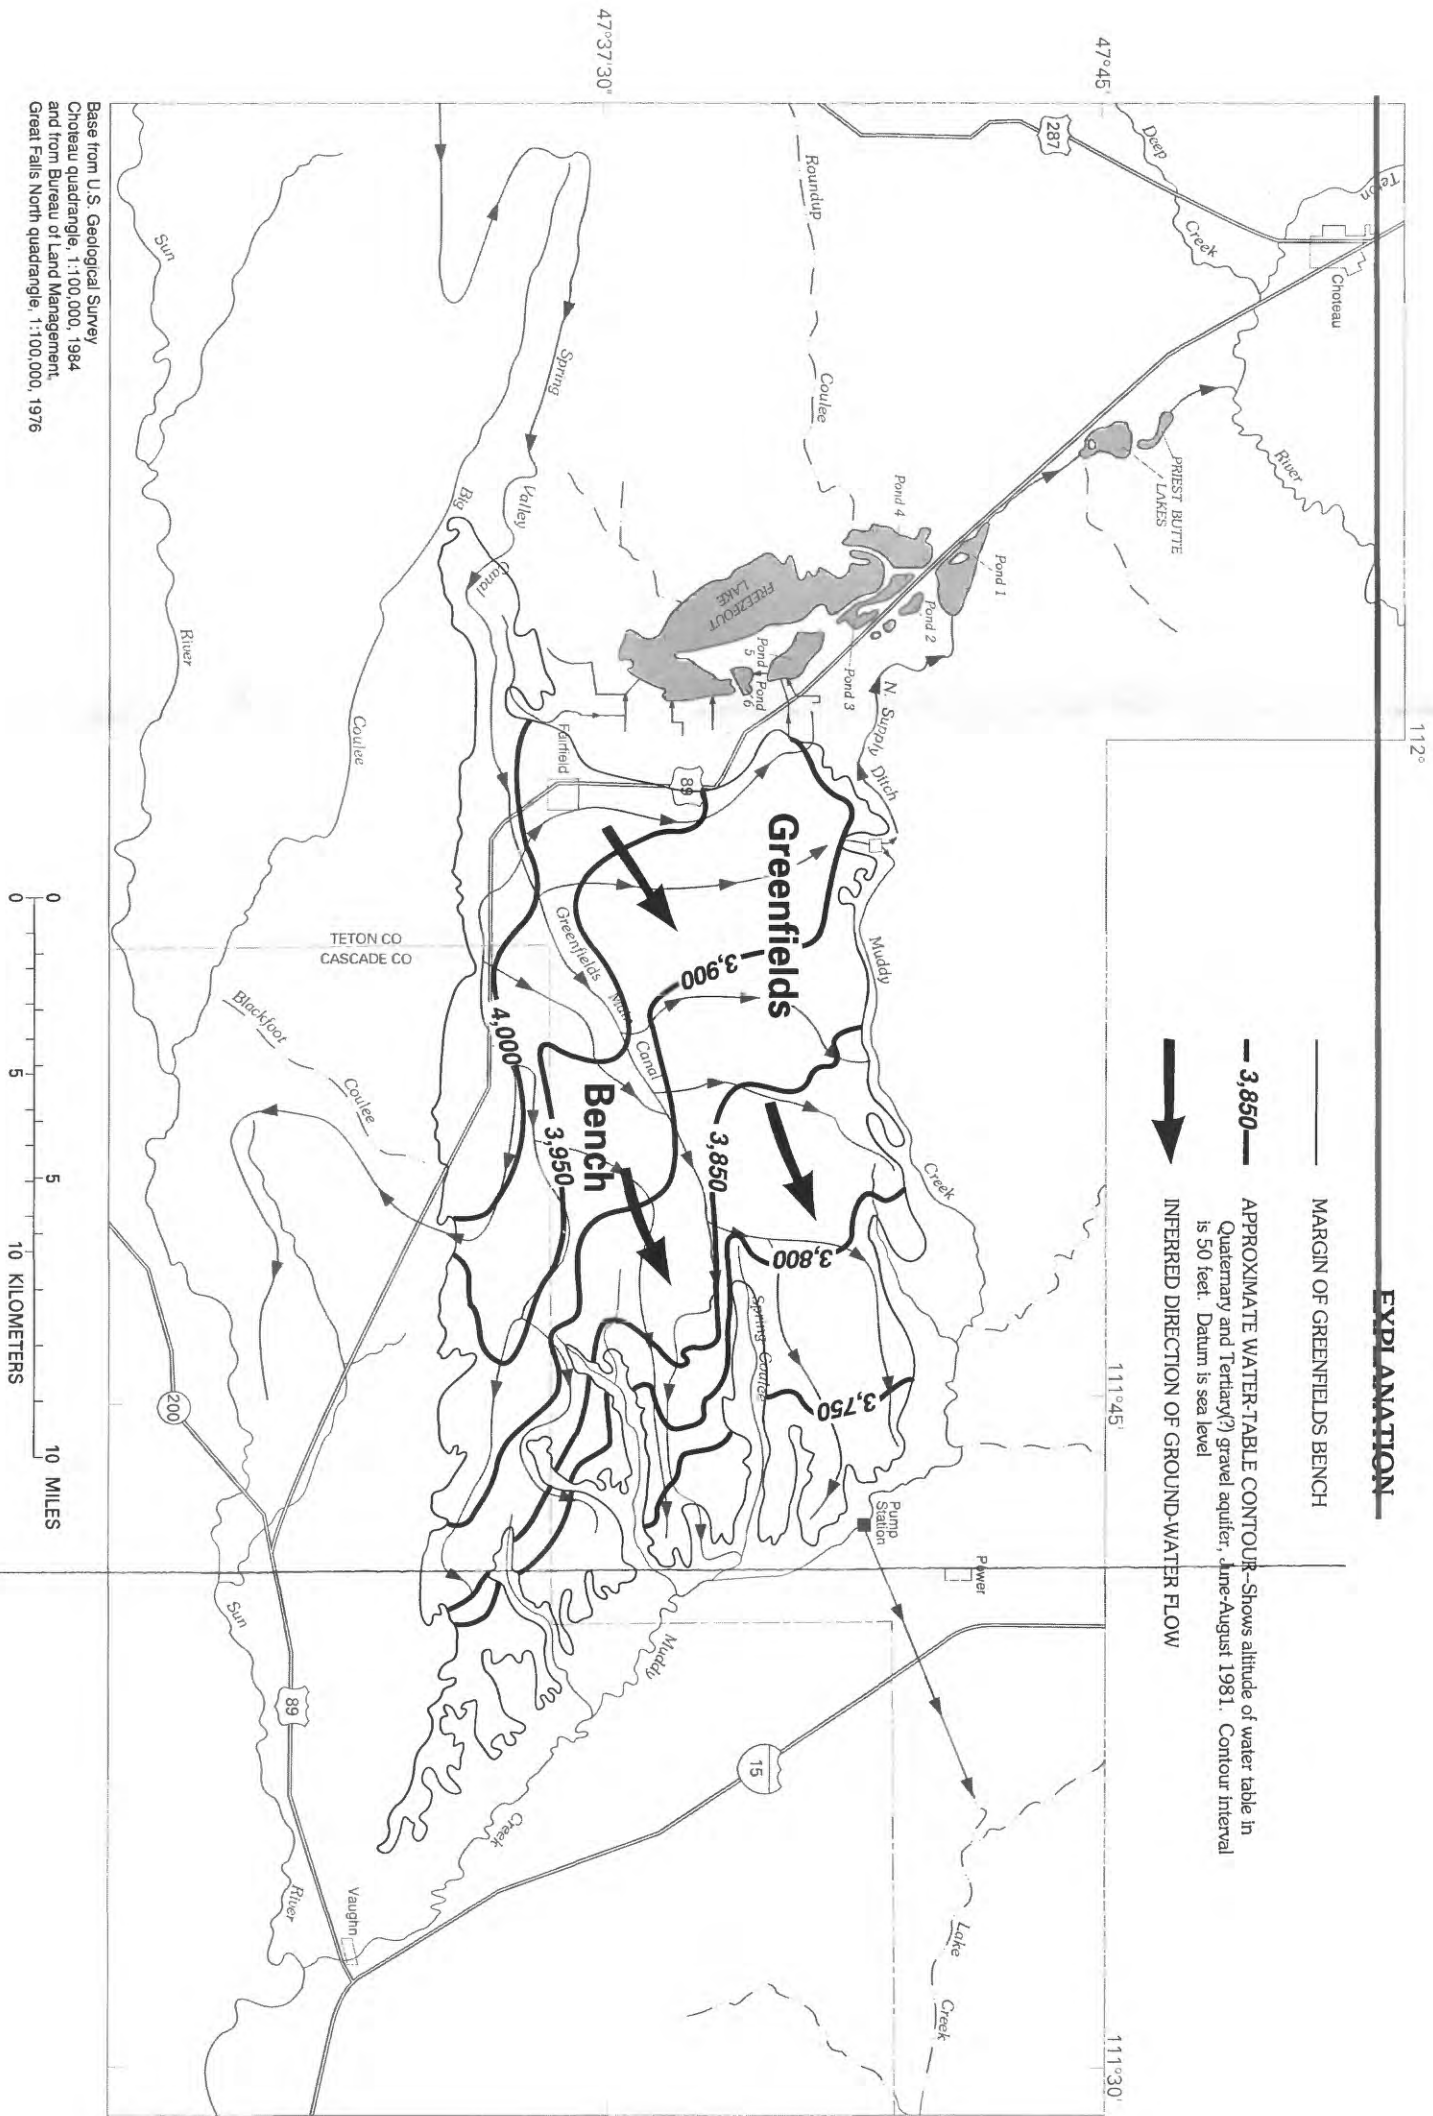 EXPLANATION
MARGIN OF GREENFIELDS BENCH
3,850
APPROXIMATE WATER-TABLE CONTOUR--Shows altitude of water table in
Quaternary and Tertiary(?) gravel aquifer, June-August 1981. Contour interval
is 50 feet. Datum is sea level
INFERRED DIRECTION OF GROUND-WATER FLOW
112°
111°45'
111°30'
47°45'
47°37'30"
Teton
River
Choteau
Deep
Creek
287
PRIEST BUTTE
LAKES
Roundup
Coulee
Pond 4
Pond 1
Pond 2
Pond 3
FREEZEOUT
LAKE
Pond
5
Pond
6
N. Supply Ditch
Muddy
Creek
Spring
Valley
Canal
Big
Coulee
Sun
River
Fairfield
89
Greenfields
Bench
3,900
Greenfields
Main
Canal
4,000
3,950
3,850
3,800
3,750
Spring Coulee
TETON CO
CASCADE CO
Blackfoot
Coulee
200
Pump
Station
Power
Muddy
Creek
15
Lake
Creek
Sun
River
89
Vaughn
0 5 10 MILES
0 1 5 10 KILOMETERS
Base from U.S. Geological Survey
Choteau quadrangle, 1:100,000, 1984
and from Bureau of Land Management,
Great Falls North quadrangle, 1:100,000, 1976